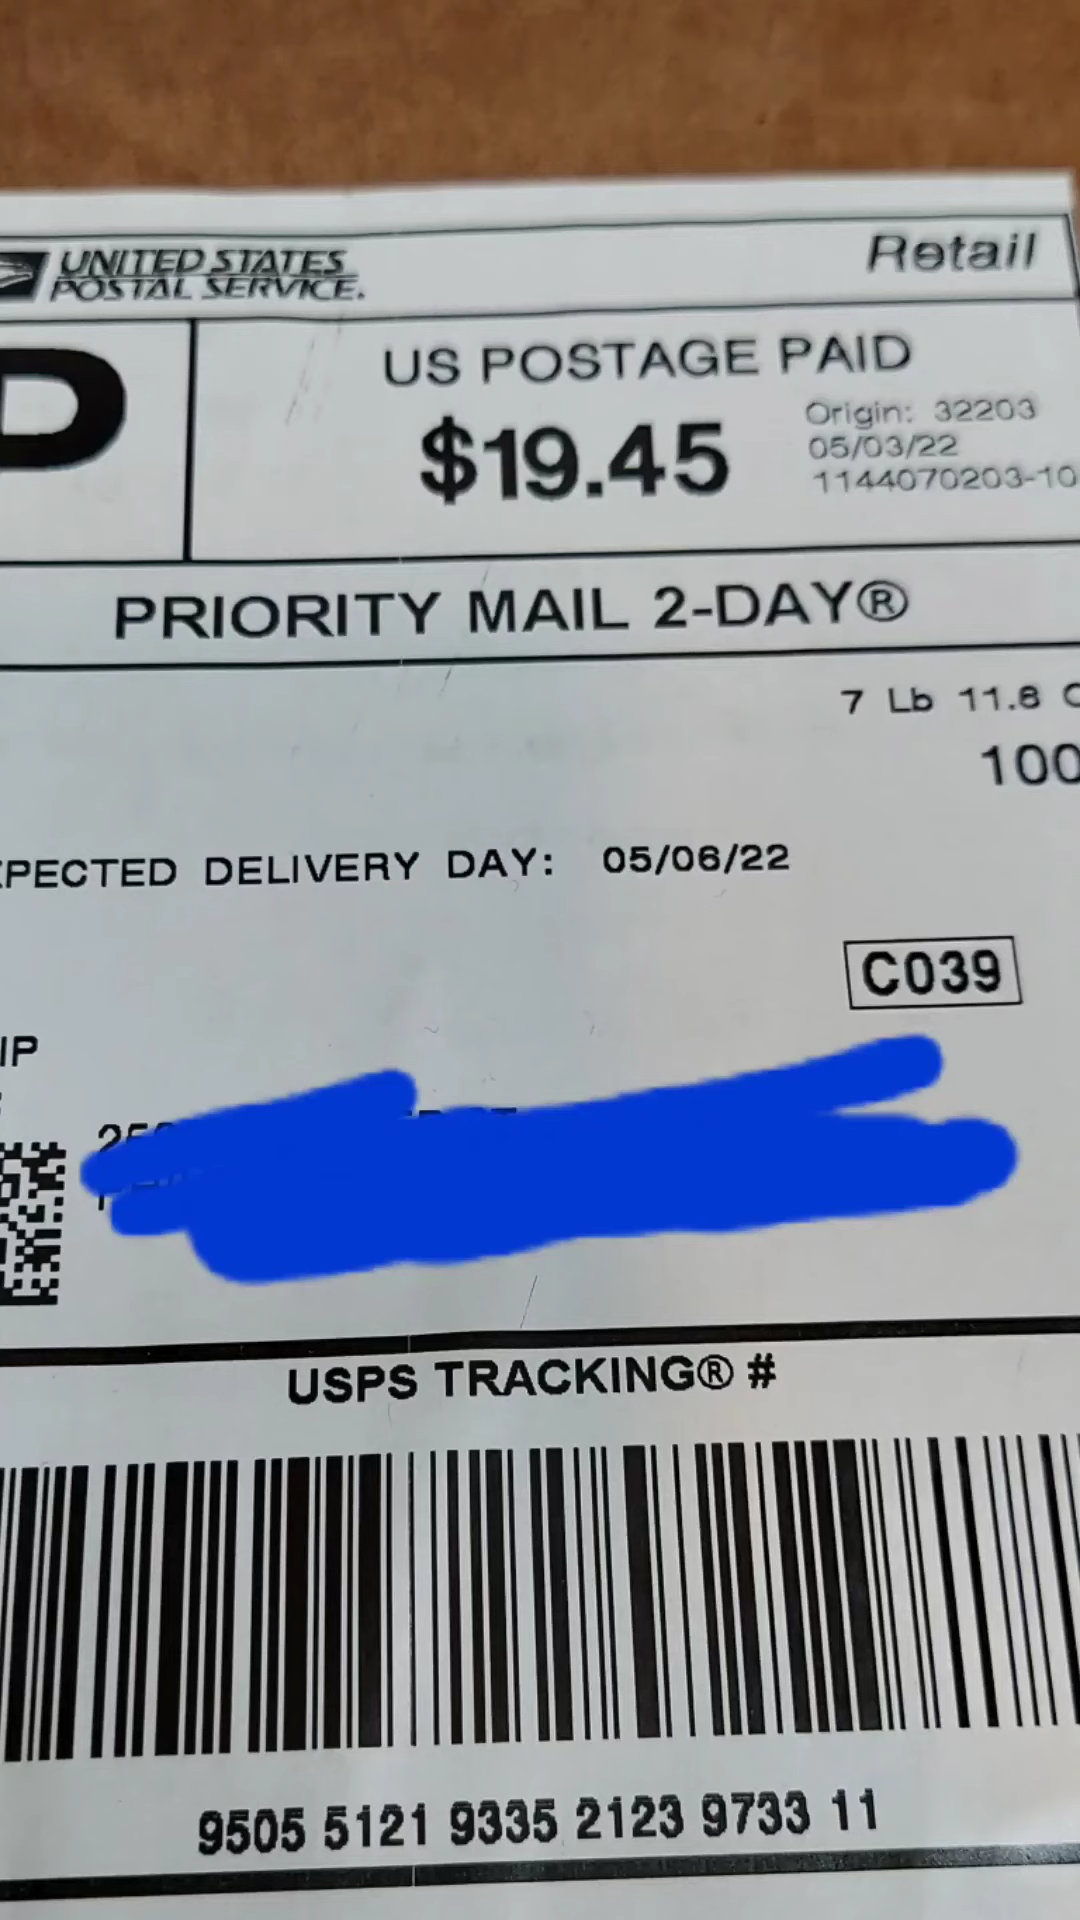 UNITED STATES
POSTAL SERVICE.
Retail
P
US POSTAGE PAID
$19.45
Origin: 32203
05/03/22
1144070203-10
PRIORITY MAIL 2-DAY®
7 Lb 11.8
100
PECTED DELIVERY DAY: 05/06/22
C039
IP
USPS TRACKING® #
9505 5121 9335 2123 9733 11